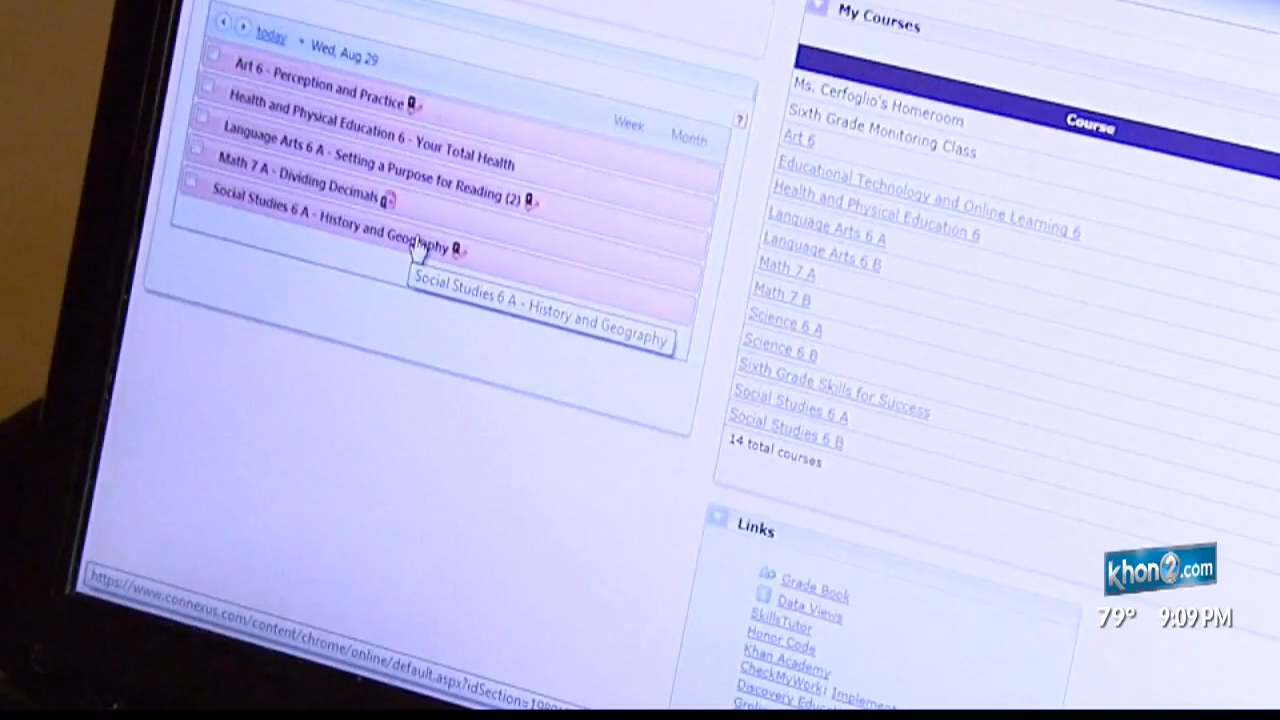 today
Wed, Aug 29
Week
Month
Art 6 - Perception and Practice
Health and Physical Education 6 - Your Total Health
Language Arts 6 A - Setting a Purpose for Reading (2)
Math 7 A - Dividing Decimals
Social Studies 6 A - History and Geography
Social Studies 6 A - History and Geography
https://www.connexus.com/content/chrome/online/default.aspx?idSection=
My Courses
Course
Ms. Cerfoglio's Homeroom
Sixth Grade Monitoring Class
Art 6
Educational Technology and Online Learning 6
Health and Physical Education 6
Language Arts 6 A
Language Arts 6 B
Math 7 A
Math 7 B
Science 6 A
Science 6 B
Sixth Grade Skills for Success
Social Studies 6 A
Social Studies 6 B
14 total courses
Links
Grade Book
Data Views
SkillsTutor
Honor Code
Khan Academy
CheckMyWork! Implement
Discovery Educ
khon2.com
79° 9:09 PM